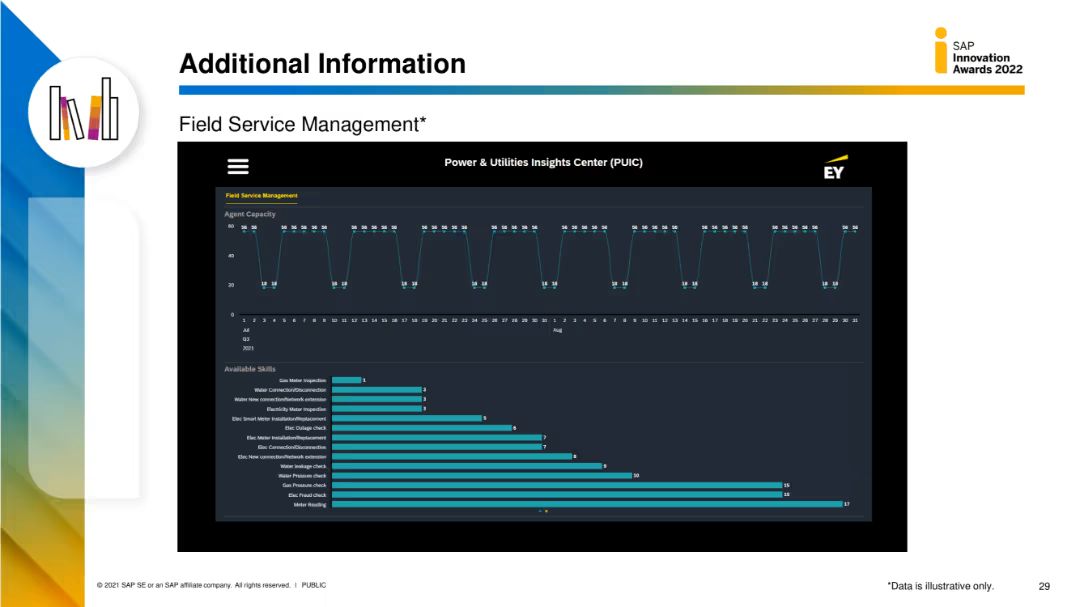 Additional Information
SAP
Innovation
Awards 2022
Field Service Management*
Power & Utilities Insights Center (PUIC)
EY
Field Service Management
Agent Capacity
60
40
20
0
56 56 18 18 56 56 56 56 56 18 18 56 56 56 56 56 18 18 56 56 56 56 56 18 18 56 56 56 56 56 18 18 56 56 56 56 56 18 18 56 56 56 56 56 18 18 56 56 56 56 56 18 18 56 56 56 56 56 18 18 56 56
1 2 3 4 5 6 7 8 9 10 11 12 13 14 15 16 17 18 19 20 21 22 23 24 25 26 27 28 29 30 31 1 2 3 4 5 6 7 8 9 10 11 12 13 14 15 16 17 18 19 20 21 22 23 24 25 26 27 28 29 30 31
Jul Aug
Q3
2021
Available Skills
Gas Meter Inspection 1
Water Connection/Disconnection 3
Water New connection/Network extension 3
Electricity Meter Inspection 3
Elec Smart Meter Installation/Replacement 5
Elec Outage check 6
Elec Meter Installation/Replacement 7
Elec Connection/Disconnection 7
Elec New connection/Network extension 8
Water leakage check 9
Water Pressure check 10
Gas Pressure check 15
Elec Fraud check
Meter Reading 17
© 2021 SAP SE or an SAP affiliate company. All rights reserved. I PUBLIC
*Data is illustrative only.
29